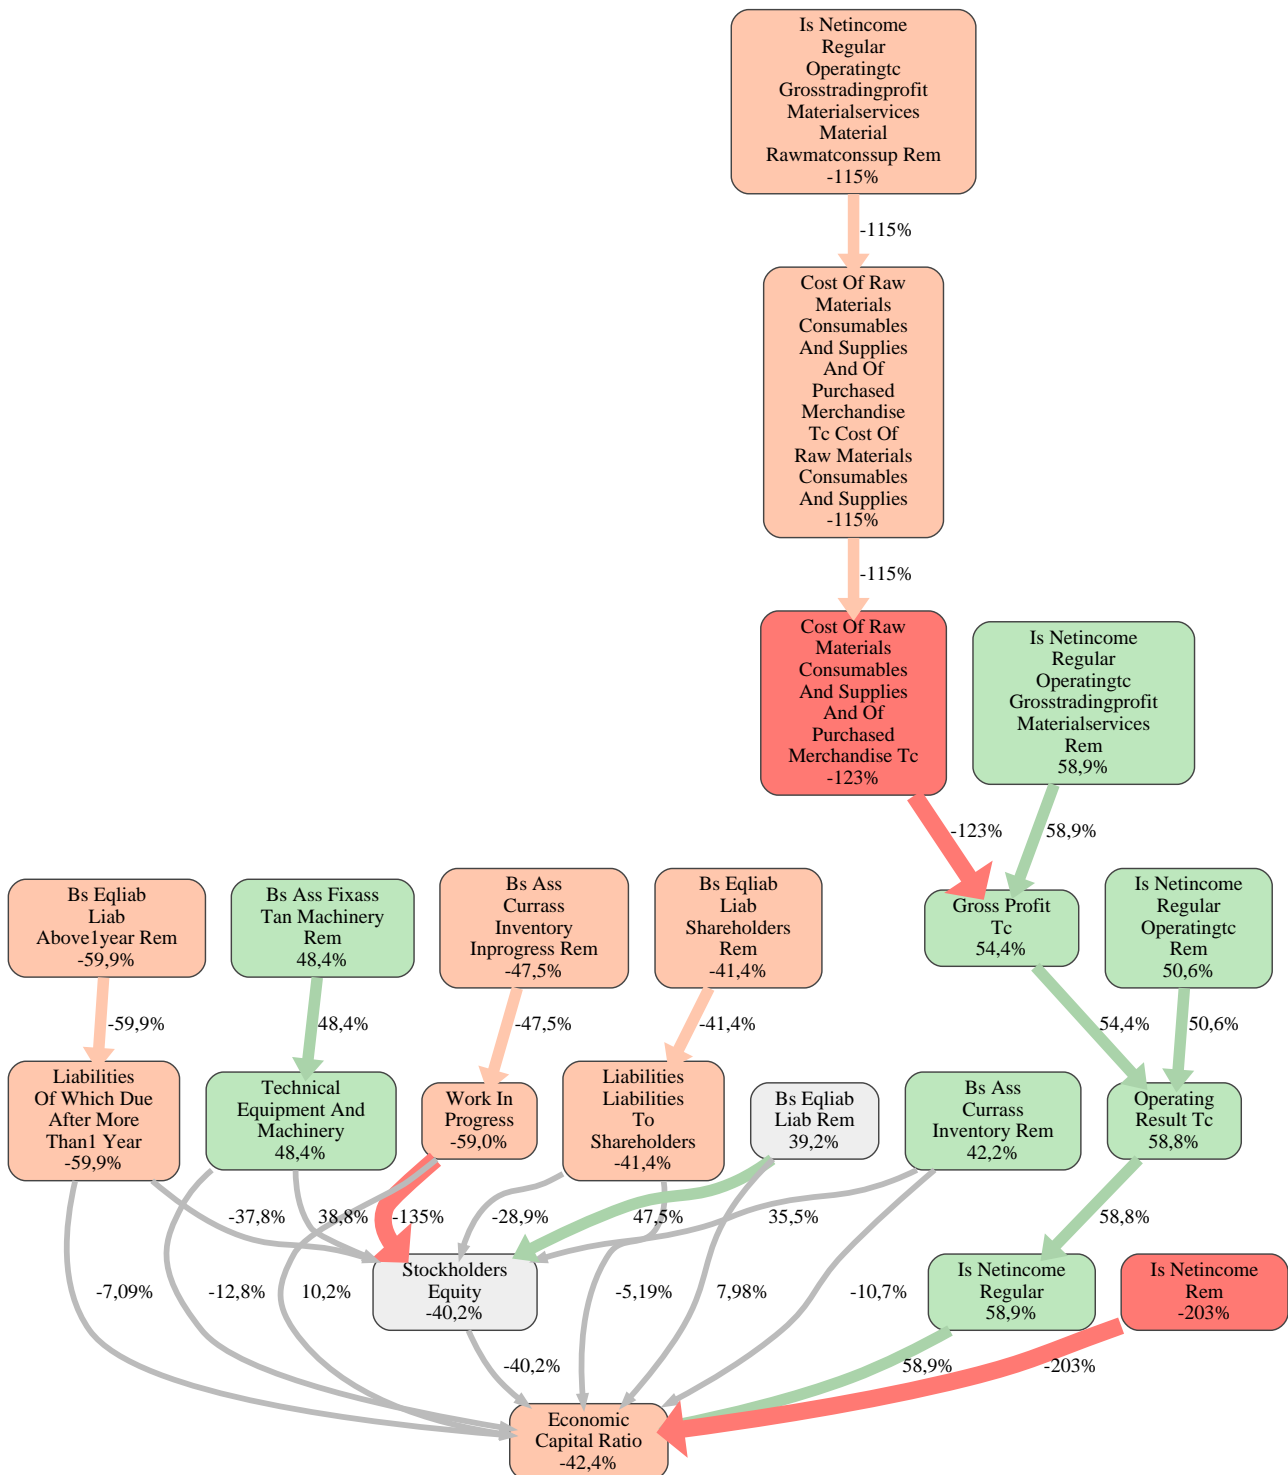 Is Netincome
Regular
Operatingtc
Grosstradingprofit
Materialservices
Material
Rawmatconssup Rem
-115%
-115%
Cost Of Raw
Materials
Consumables
And Supplies
And Of
Purchased
Merchandise
Tc Cost Of
Raw Materials
Consumables
And Supplies
-115%
-115%
Cost Of Raw
Materials
Consumables
And Supplies
And Of
Purchased
Merchandise Tc
-123%
Is Netincome
Regular
Operatingtc
Grosstradingprofit
Materialservices
Rem
58,9%
-123%
58,9%
Bs Eqliab
Liab
Above1year Rem
-59,9%
Bs Ass Fixass
Tan Machinery
Rem
48,4%
Bs Ass
Currass
Inventory
Inprogress Rem
-47,5%
Bs Eqliab
Liab
Shareholders
Rem
-41,4%
Gross Profit
Tc
54,4%
Is Netincome
Regular
Operatingtc
Rem
50,6%
-59,9%
48,4%
-47,5%
-41,4%
54,4%
50,6%
Liabilities
Of Which Due
After More
Than1 Year
-59,9%
Technical
Equipment And
Machinery
48,4%
Work In
Progress
-59,0%
Liabilities
Liabilities
To
Shareholders
-41,4%
Bs Eqliab
Liab Rem
39,2%
Bs Ass
Currass
Inventory Rem
42,2%
Operating
Result Tc
58,8%
-37,8%
38,8%
-135%
-28,9%
47,5%
35,5%
58,8%
Stockholders
Equity
-40,2%
Is Netincome
Regular
58,9%
Is Netincome
Rem
-203%
-7,09%
-12,8%
10,2%
-5,19%
7,98%
-10,7%
-40,2%
58,9%
-203%
Economic
Capital Ratio
-42,4%